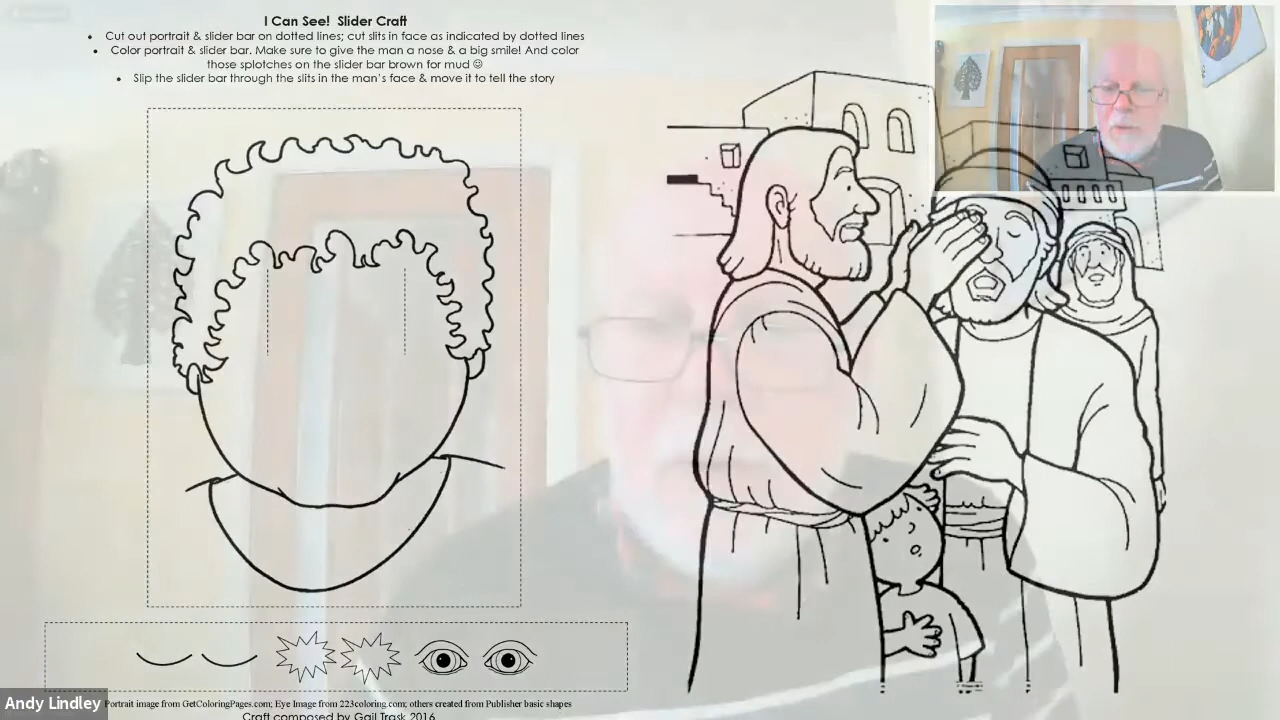 I Can See!  Slider Craft
• Cut out portrait & slider bar on dotted lines; cut slits in face as indicated by dotted lines
• Color portrait & slider bar. Make sure to give the man a nose & a big smile! And color
those splotches on the slider bar brown for mud ☺
• Slip the slider bar through the slits in the man's face & move it to tell the story
Andy Lindley
Portrait image from GetColoringPages.com; Eye Image from 223coloring.com; others created from Publisher basic shapes
Craft composed by Gail Trask 2016